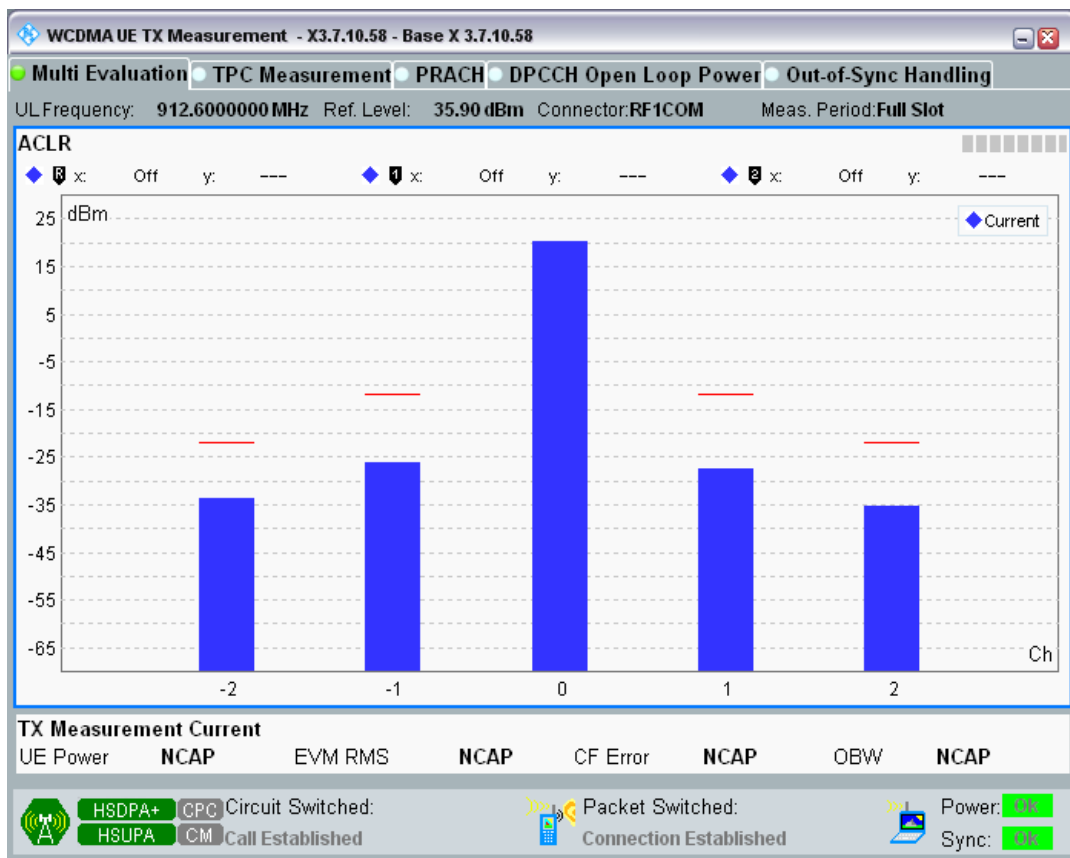 WCDMA UE TX Measurement - X3.7.10.58 - Base X 3.7.10.58
Multi Evaluation TPC Measurement PRACH DPCCH Open Loop Power Out-of-Sync Handling
UL Frequency: 912.6000000 MHz Ref. Level: 35.90 dBm Connector:RF1COM Meas. Period:Full Slot
ACLR
R x: Off y: --- 1 x: Off y: --- 2 x: Off y: ---
25 dBm
Current
15
5
-5
-15
-25
-35
-45
-55
-65
Ch
-2 -1 0 1 2
TX Measurement Current
UE Power NCAP EVM RMS NCAP CF Error NCAP OBW NCAP
HSDPA+ CPC Circuit Switched: Packet Switched: Power: Ok
HSUPA CM Call Established Connection Established Sync: Ok